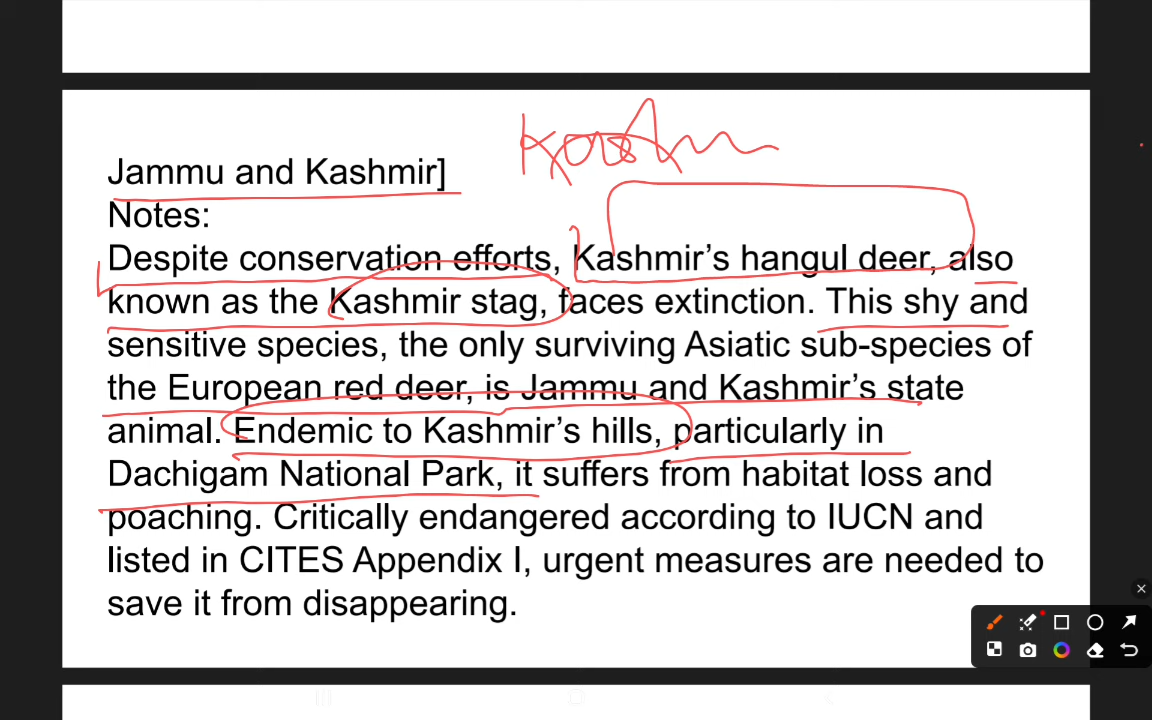 Kashm
Jammu and Kashmir]
Notes:
Despite conservation efforts, Kashmir’s hangul deer, also
known as the Kashmir stag, faces extinction. This shy and
sensitive species, the only surviving Asiatic sub-species of
the European red deer, is Jammu and Kashmir’s state
animal. Endemic to Kashmir’s hills, particularly in
Dachigam National Park, it suffers from habitat loss and
poaching. Critically endangered according to IUCN and
listed in CITES Appendix I, urgent measures are needed to
save it from disappearing.